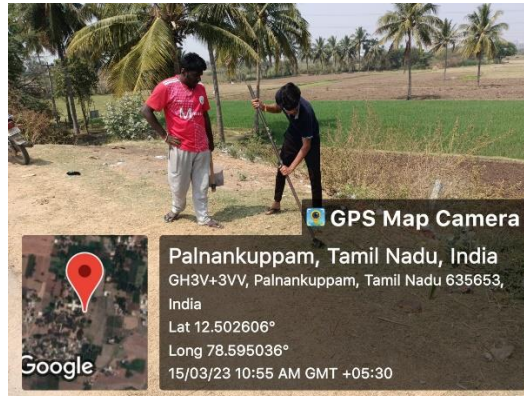 GPS Map Camera
Palnankuppam, Tamil Nadu, India
GH3V+3VV, Palnankuppam, Tamil Nadu 635653,
India
Lat 12.502606°
Long 78.595036°
15/03/23 10:55 AM GMT +05:30
Google